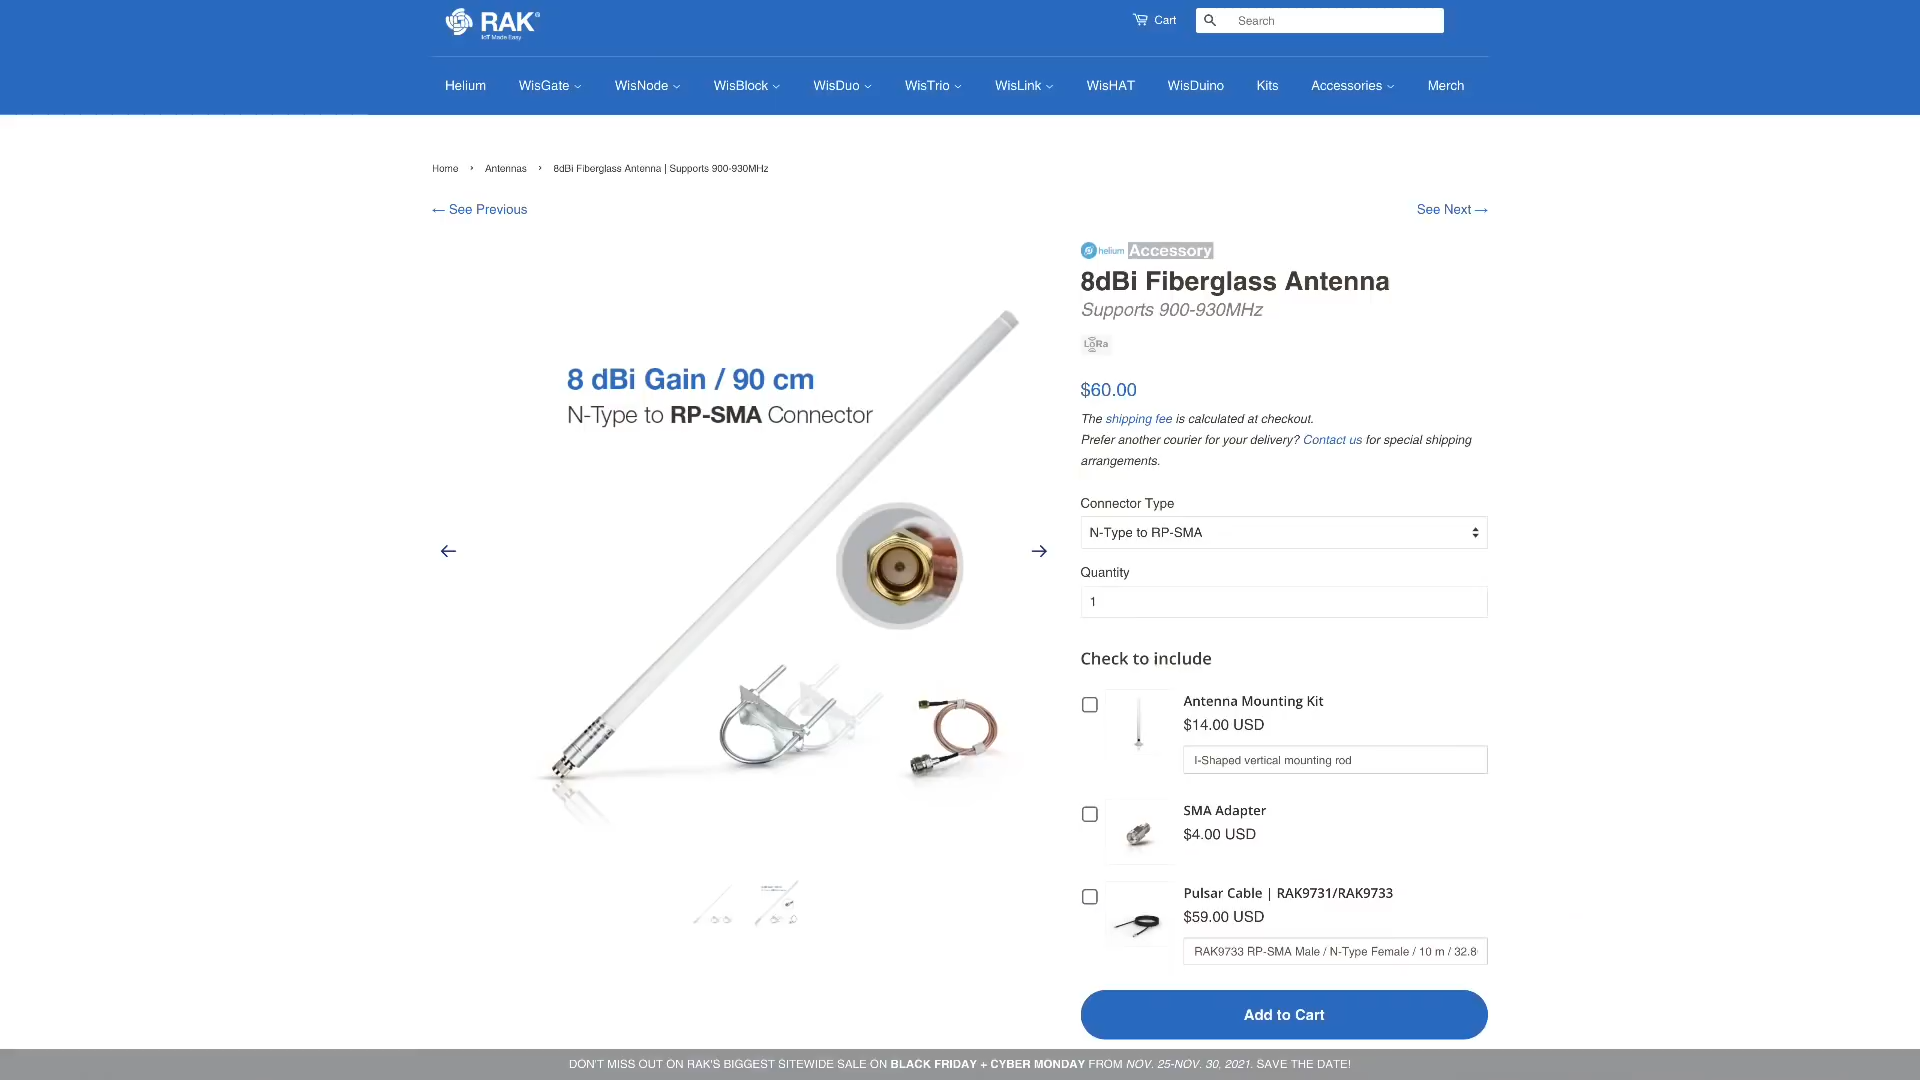 RAK®
IoT Made Easy
Cart
Search
Helium
WisGate
WisNode
WisBlock
WisDuo
WisTrio
WisLink
WisHAT
WisDuino
Kits
Accessories
Merch
Home › Antennas › 8dBi Fiberglass Antenna | Supports 900-930MHz
← See Previous
See Next →
8 dBi Gain / 90 cm
N-Type to RP-SMA Connector
helium Accessory
8dBi Fiberglass Antenna
Supports 900-930MHz
LoRa
$60.00
The shipping fee is calculated at checkout.
Prefer another courier for your delivery? Contact us for special shipping
arrangements.
Connector Type
N-Type to RP-SMA
Quantity
1
Check to include
Antenna Mounting Kit
$14.00 USD
I-Shaped vertical mounting rod
SMA Adapter
$4.00 USD
Pulsar Cable | RAK9731/RAK9733
$59.00 USD
RAK9733 RP-SMA Male / N-Type Female / 10 m / 32.8
Add to Cart
DON'T MISS OUT ON RAK'S BIGGEST SITEWIDE SALE ON BLACK FRIDAY + CYBER MONDAY FROM NOV. 25-NOV. 30, 2021. SAVE THE DATE!